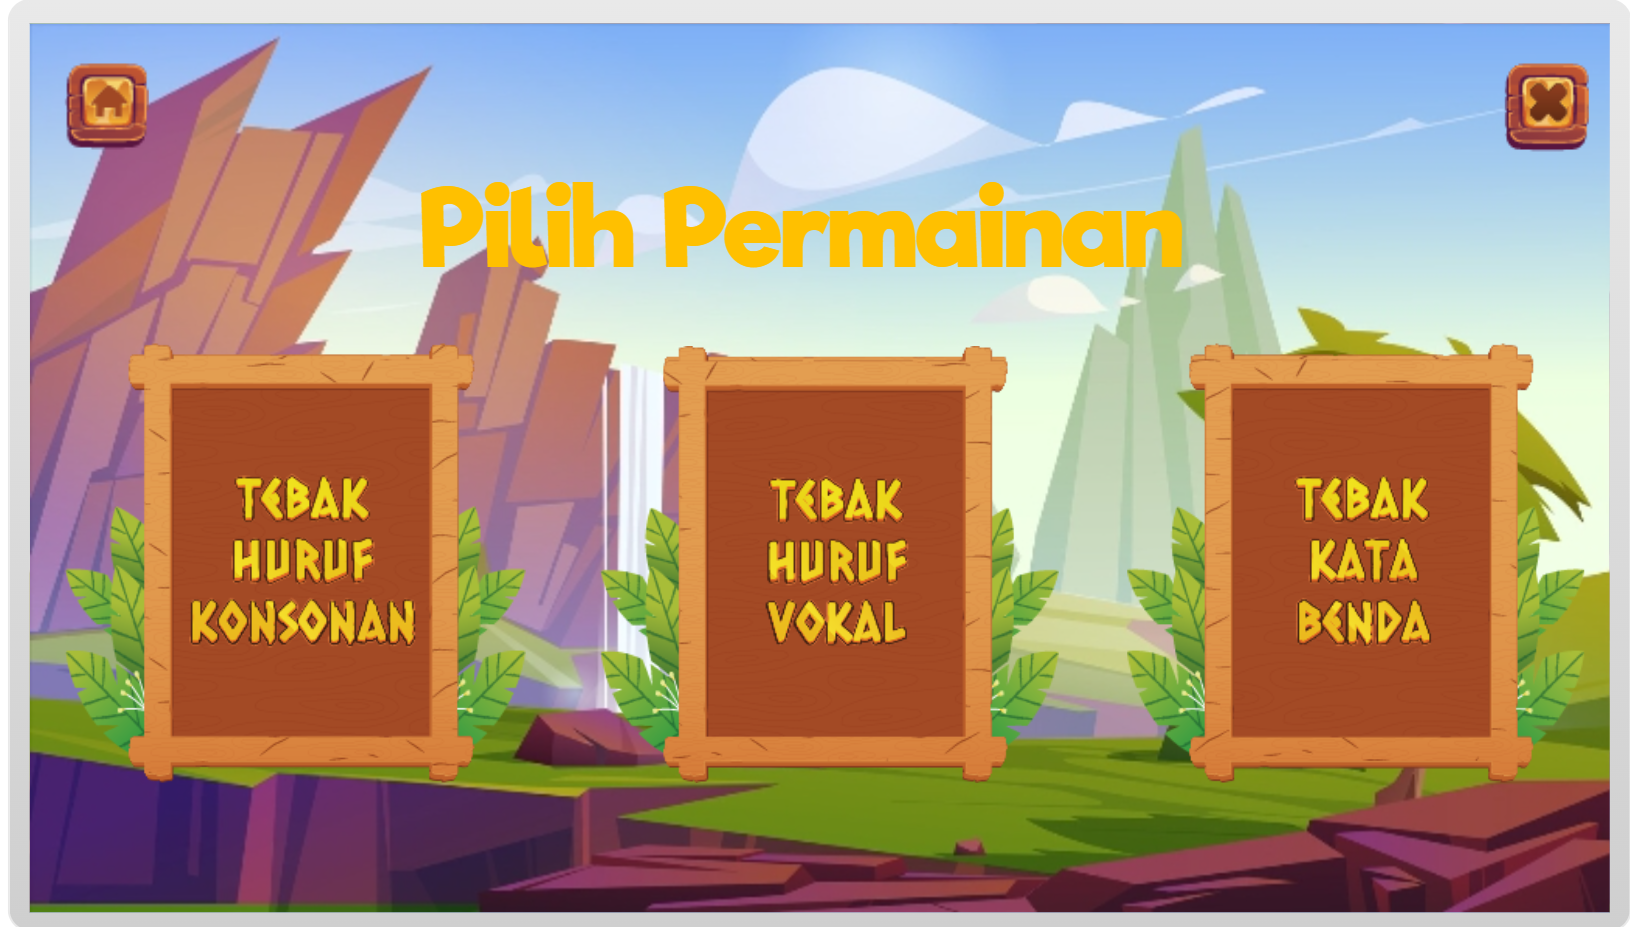 Pilih Permainan
TEBAK
HURUF
KONSONAN
TEBAK
HURUF
VOKAL
TEBAK
KATA
BENDA